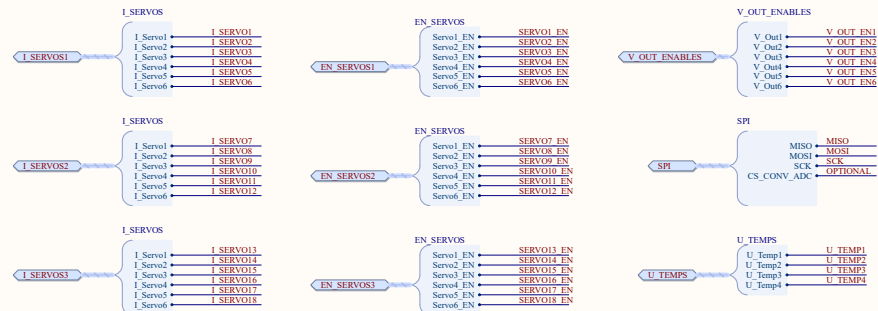 I_SERVOS
I_SERVOS1
I_Servo1 I_SERVO1
I_Servo2 I_SERVO2
I_Servo3 I_SERVO3
I_Servo4 I_SERVO4
I_Servo5 I_SERVO5
I_Servo6 I_SERVO6
EN_SERVOS
EN_SERVOS1
Servo1_EN SERVO1_EN
Servo2_EN SERVO2_EN
Servo3_EN SERVO3_EN
Servo4_EN SERVO4_EN
Servo5_EN SERVO5_EN
Servo6_EN SERVO6_EN
V_OUT_ENABLES
V_OUT_ENABLES
V_Out1 V_OUT_EN1
V_Out2 V_OUT_EN2
V_Out3 V_OUT_EN3
V_Out4 V_OUT_EN4
V_Out5 V_OUT_EN5
V_Out6 V_OUT_EN6
I_SERVOS
I_SERVOS2
I_Servo1 I_SERVO7
I_Servo2 I_SERVO8
I_Servo3 I_SERVO9
I_Servo4 I_SERVO10
I_Servo5 I_SERVO11
I_Servo6 I_SERVO12
EN_SERVOS
EN_SERVOS2
Servo1_EN SERVO7_EN
Servo2_EN SERVO8_EN
Servo3_EN SERVO9_EN
Servo4_EN SERVO10_EN
Servo5_EN SERVO11_EN
Servo6_EN SERVO12_EN
SPI
SPI
MISO MISO
MOSI MOSI
SCK SCK
CS_CONV_ADC OPTIONAL
I_SERVOS
I_SERVOS3
I_Servo1 I_SERVO13
I_Servo2 I_SERVO14
I_Servo3 I_SERVO15
I_Servo4 I_SERVO16
I_Servo5 I_SERVO17
I_Servo6 I_SERVO18
EN_SERVOS
EN_SERVOS3
Servo1_EN SERVO13_EN
Servo2_EN SERVO14_EN
Servo3_EN SERVO15_EN
Servo4_EN SERVO16_EN
Servo5_EN SERVO17_EN
Servo6_EN SERVO18_EN
U_TEMPS
U_TEMPS
U_Temp1 U_TEMP1
U_Temp2 U_TEMP2
U_Temp3 U_TEMP3
U_Temp4 U_TEMP4